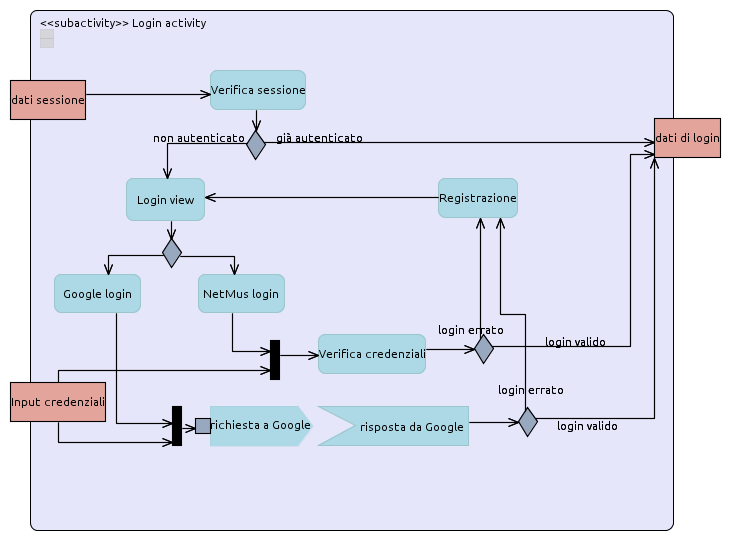 <<subactivity>> Login activity
dati sessione
Verifica sessione
non autenticato
già autenticato
dati di login
Login view
Registrazione
Google login
NetMus login
login errato
login valido
Verifica credenziali
login errato
Input credenziali
richiesta a Google
risposta da Google
login valido